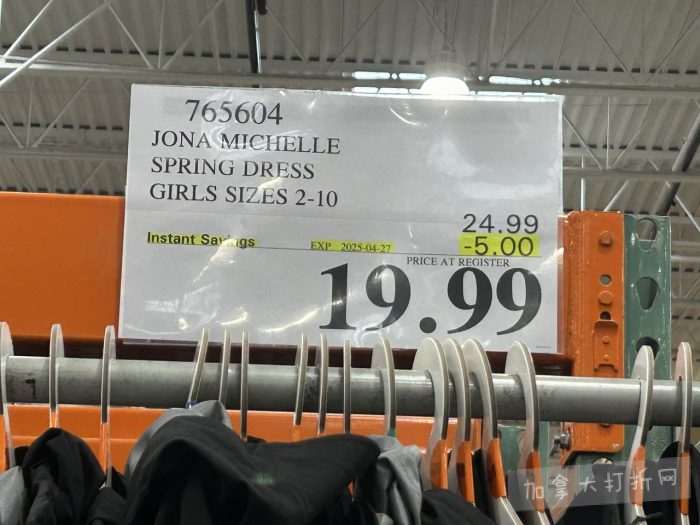 765604
JONA MICHELLE
SPRING DRESS
GIRLS SIZES 2-10
24.99
Instant Savings EXP 2025-04-27 -5.00
PRICE AT REGISTER
19.99
加拿大打折网